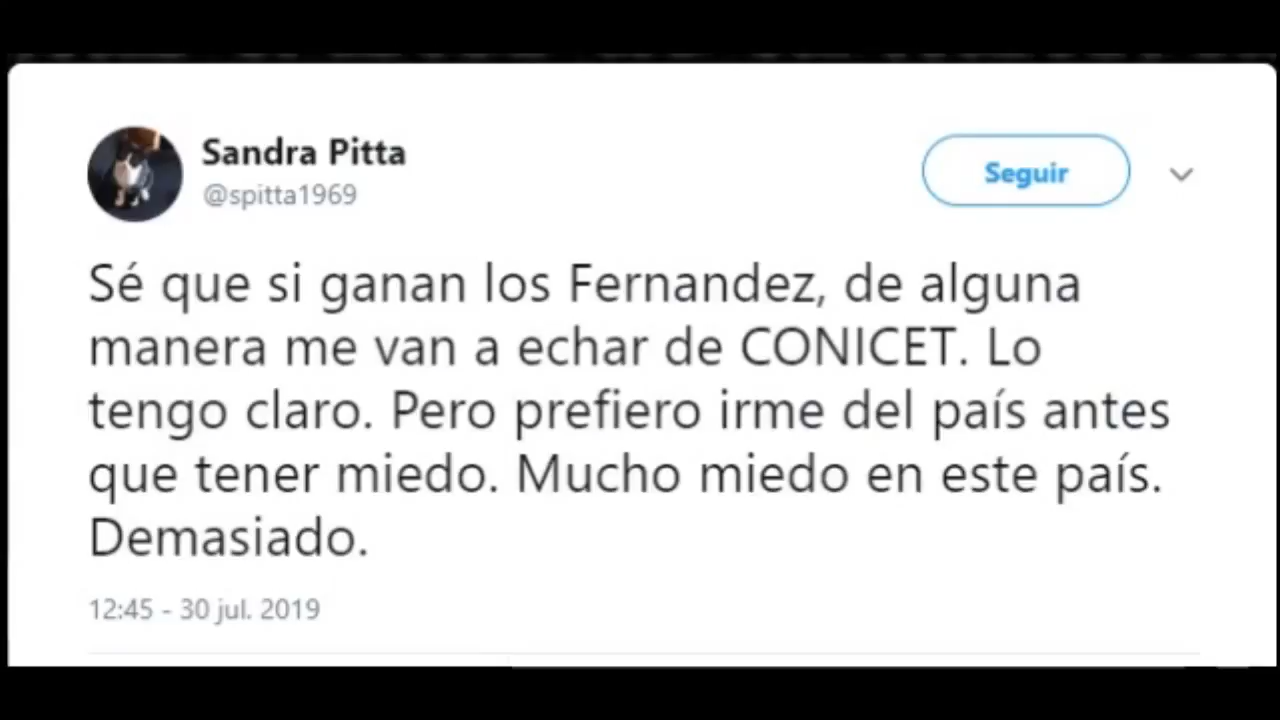 Sandra Pitta
@spitta1969
Seguir
Sé que si ganan los Fernandez, de alguna
manera me van a echar de CONICET. Lo
tengo claro. Pero prefiero irme del país antes
que tener miedo. Mucho miedo en este país.
Demasiado.
12:45 - 30 jul. 2019